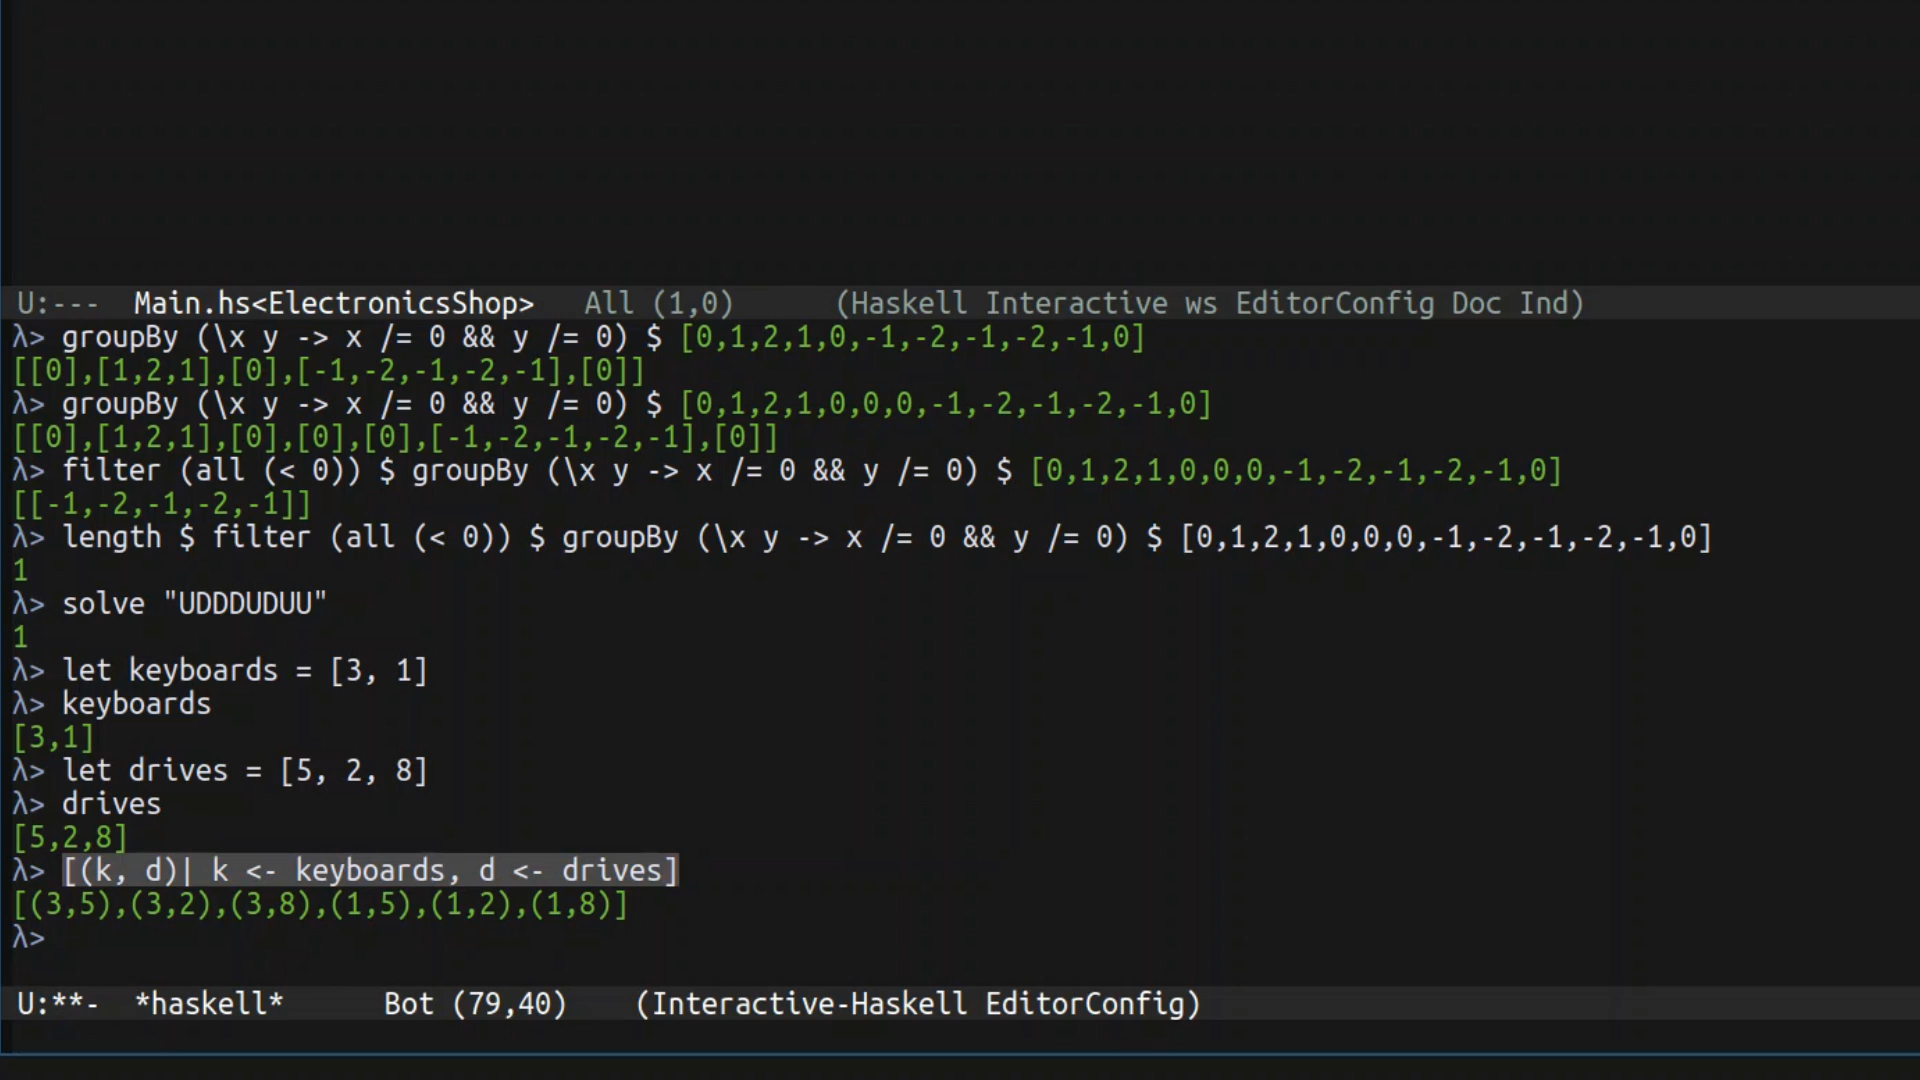 U:---  Main.hs<ElectronicsShop>   All (1,0)      (Haskell Interactive ws EditorConfig Doc Ind)
λ> groupBy (\x y -> x /= 0 && y /= 0) $ [0,1,2,1,0,-1,-2,-1,-2,-1,0]
[[0],[1,2,1],[0],[-1,-2,-1,-2,-1],[0]]
λ> groupBy (\x y -> x /= 0 && y /= 0) $ [0,1,2,1,0,0,0,-1,-2,-1,-2,-1,0]
[[0],[1,2,1],[0],[0],[0],[-1,-2,-1,-2,-1],[0]]
λ> filter (all (< 0)) $ groupBy (\x y -> x /= 0 && y /= 0) $ [0,1,2,1,0,0,0,-1,-2,-1,-2,-1,0]
[[-1,-2,-1,-2,-1]]
λ> length $ filter (all (< 0)) $ groupBy (\x y -> x /= 0 && y /= 0) $ [0,1,2,1,0,0,0,-1,-2,-1,-2,-1,0]
1
λ> solve "UDDDUDUU"
1
λ> let keyboards = [3, 1]
λ> keyboards
[3,1]
λ> let drives = [5, 2, 8]
λ> drives
[5,2,8]
λ> [(k, d)| k <- keyboards, d <- drives]
[(3,5),(3,2),(3,8),(1,5),(1,2),(1,8)]
λ>
U:**-  *haskell*      Bot (79,40)    (Interactive-Haskell EditorConfig)